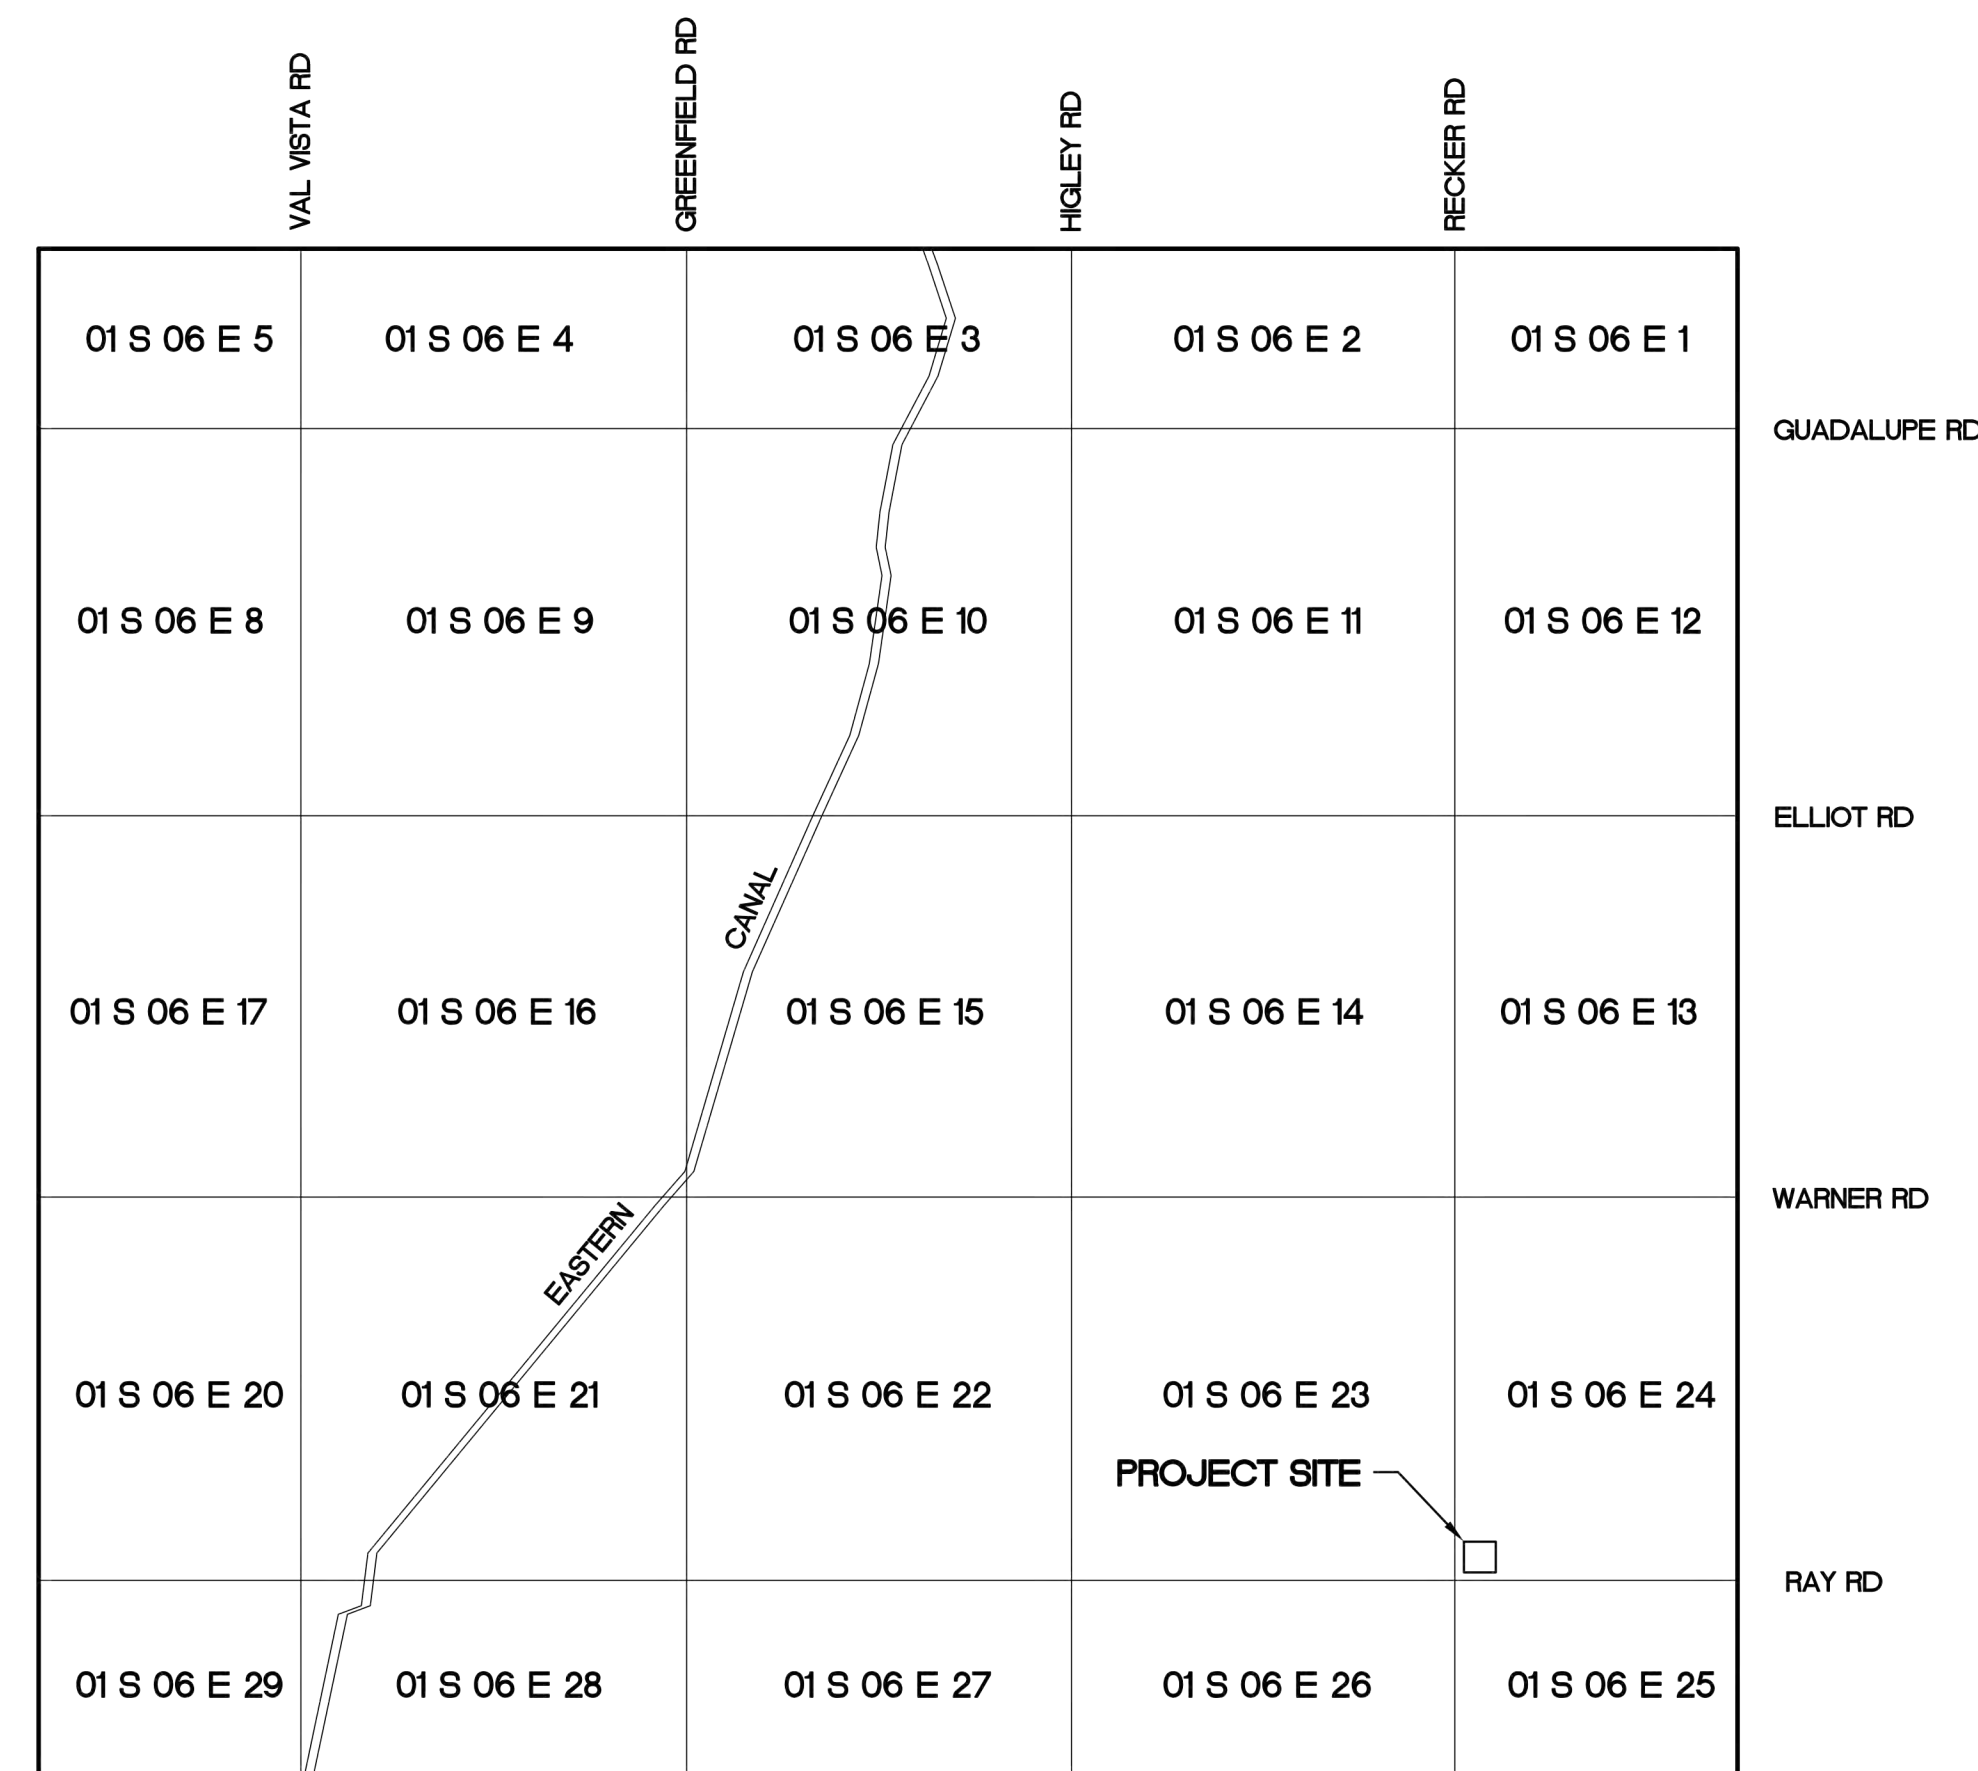 VAL VISTA RD
GREENFIELD RD
HIGLEY RD
RECKER RD
01 S 06 E 5
01 S 06 E 4
01 S 06 E 3
01 S 06 E 2
01 S 06 E 1
GUADALUPE RD
01 S 06 E 8
01 S 06 E 9
01 S 06 E 10
01 S 06 E 11
01 S 06 E 12
ELLIOT RD
CANAL
01 S 06 E 17
01 S 06 E 16
01 S 06 E 15
01 S 06 E 14
01 S 06 E 13
WARNER RD
EASTERN
01 S 06 E 20
01 S 06 E 21
01 S 06 E 22
01 S 06 E 23
01 S 06 E 24
PROJECT SITE
RAY RD
01 S 06 E 29
01 S 06 E 28
01 S 06 E 27
01 S 06 E 26
01 S 06 E 25